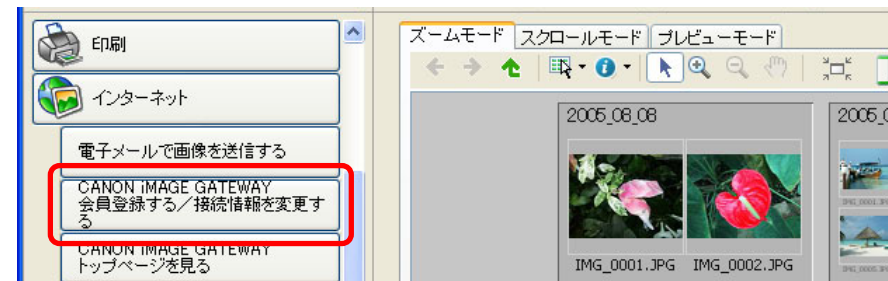 印刷
インターネット
電子メールで画像を送信する
CANON iMAGE GATEWAY
会員登録する／接続情報を変更す
る
CANON iMAGE GATEWAY
トップページを見る
ズームモード スクロールモード プレビューモード
2005_08_08
IMG_0001.JPG IMG_0002.JPG